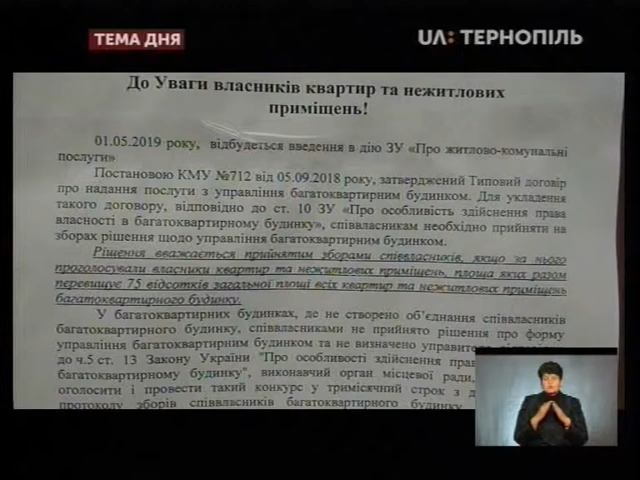 ТЕМА ДНЯ
UA: ТЕРНОПІЛЬ
До Уваги власників квартир та нежитлових
приміщень!
01.05.2019 року, відбудеться введення в дію ЗУ «Про житлово-комунальні
послуги»
Постановою КМУ №712 від 05.09.2018 року, затверджений Типовий договір
про надання послуги з управління багатоквартирним будинком. Для укладення
такого договору, відповідно до ст. 10 ЗУ «Про особливість здійснення права
власності в багатоквартирному будинку», співвласникам необхідно прийняти на
зборах рішення щодо управління багатоквартирним будинком.
Рішення вважається прийнятим зборами співвласників, якщо за нього
проголосували власники квартир та нежитлових приміщень, площа яких разом
перевищує 75 відсотків загальної площі всіх квартир та нежитлових приміщень
багатоквартирного будинку.
У багатоквартирних будинках, де не створено об'єднання співвласників
багатоквартирного будинку, співвласниками не прийнято рішення про форму
управління багатоквартирним будинком та не визначено управителя
до ч.5 ст. 13 Закону України "Про особливості здійснення
багатоквартирному будинку", виконавчий орган місцевої ради,
оголосити і провести такий конкурс у тримісячний строк з
протоколу зборів співвласників багатоквартирного будинку